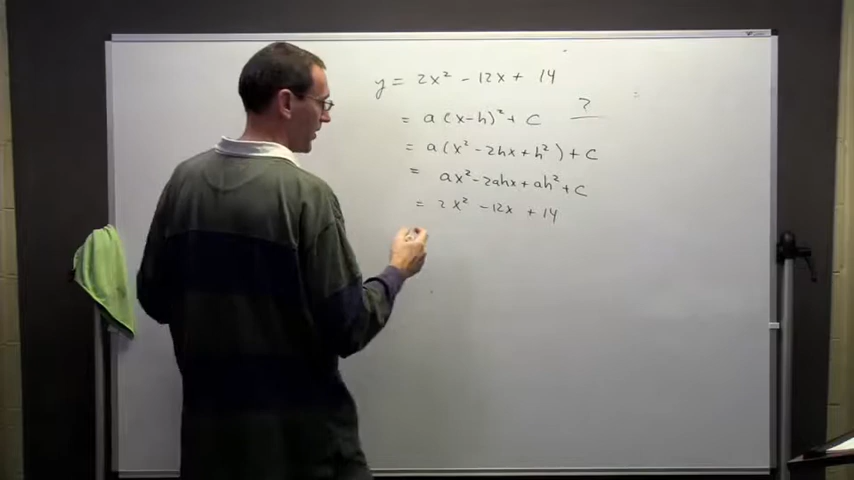 y = 2x² - 12x + 14
= a(x-h)² + c ? =
= a(x² - 2hx + h²) + c
= ax² - 2ahx + ah² + c
= 2x² - 12x + 14